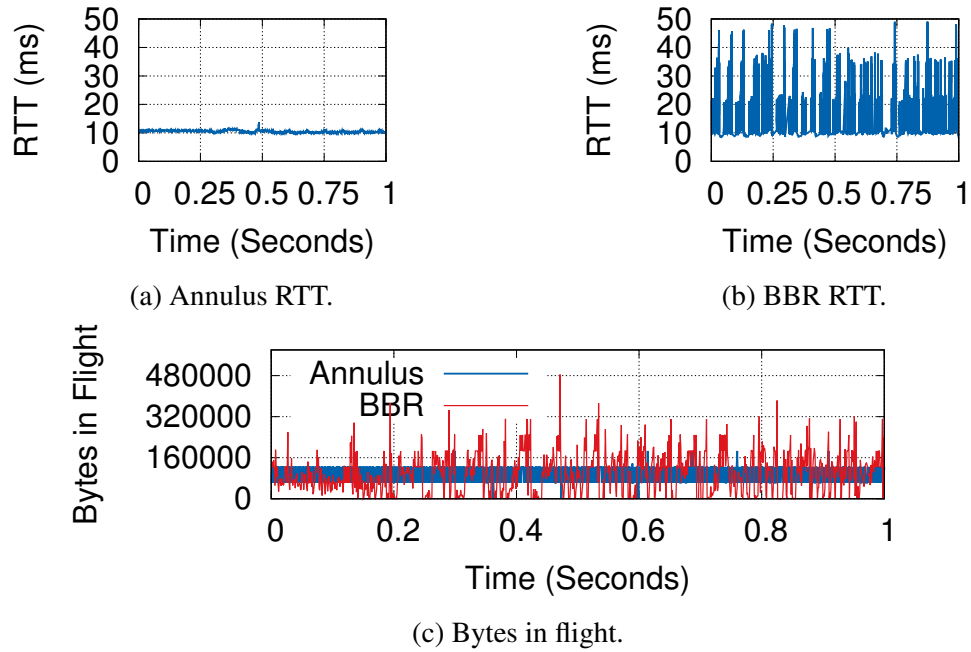 50
40
30
20
10
0
RTT (ms)
0 0.25 0.5 0.75 1
Time (Seconds)
(a) Annulus RTT.
50
40
30
20
10
0
RTT (ms)
0 0.25 0.5 0.75 1
Time (Seconds)
(b) BBR RTT.
Bytes in Flight
480000
320000
160000
0
Annulus
BBR
0 0.2 0.4 0.6 0.8 1
Time (Seconds)
(c) Bytes in flight.